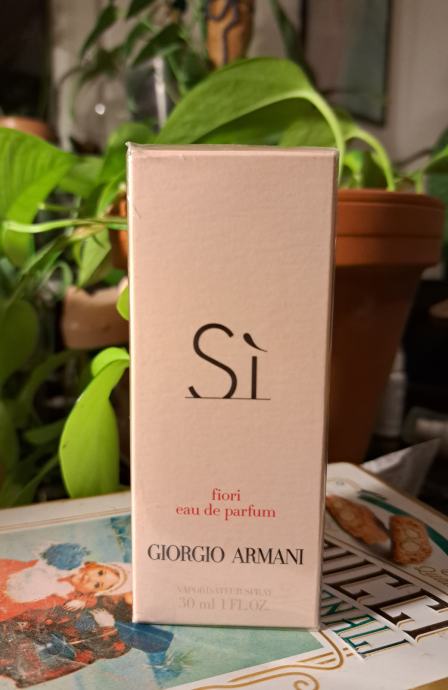 Sì
fiori
eau de parfum
GIORGIO ARMANI
VAPORISATEUR SPRAY
30 ml 1 FL.OZ.